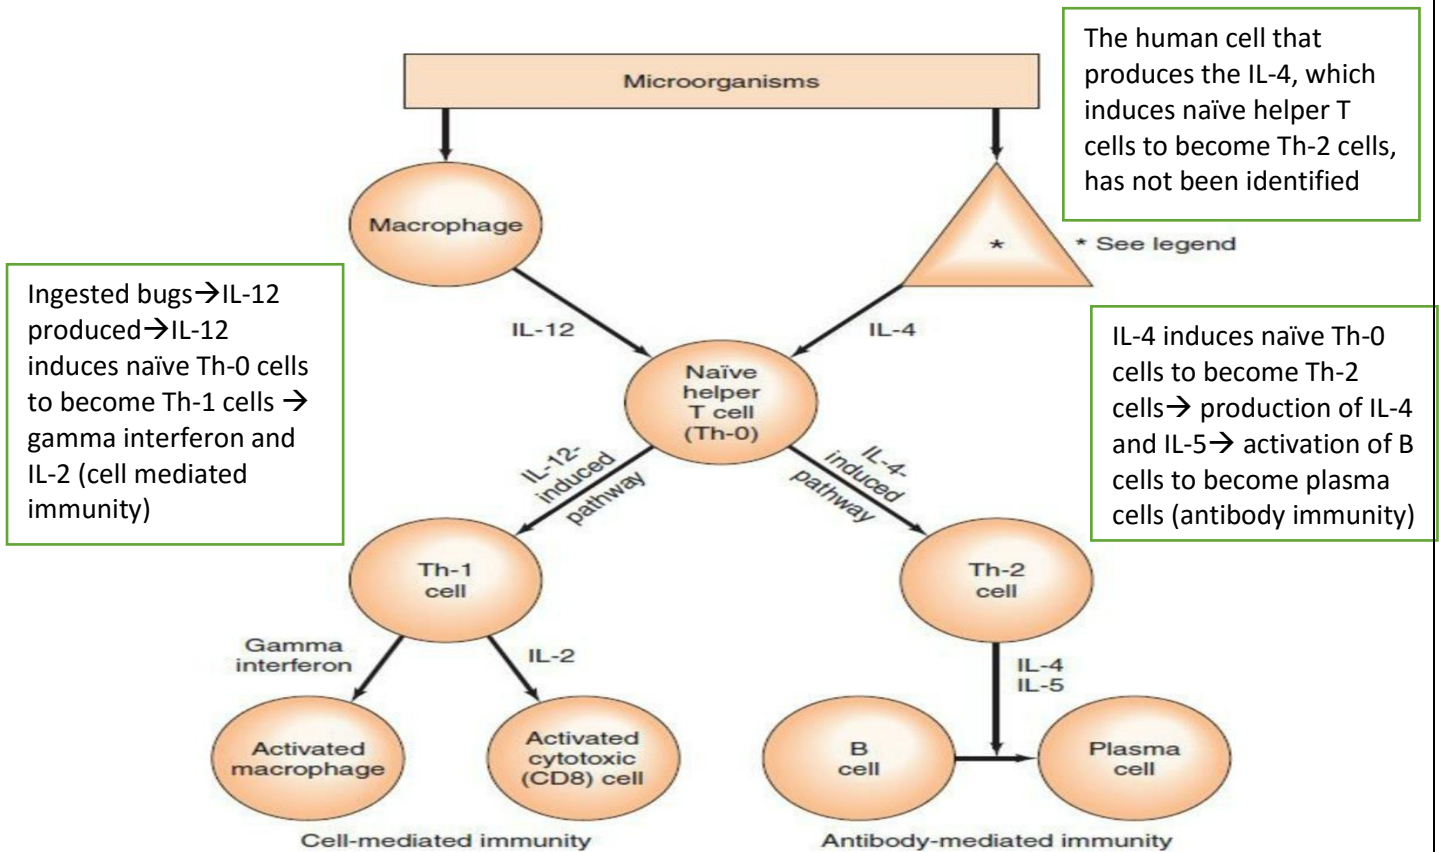 The human cell that
produces the IL-4, which
induces naïve helper T
cells to become Th-2 cells,
has not been identified
Microorganisms
Macrophage
*
* See legend
Ingested bugs→IL-12
produced→IL-12
induces naïve Th-0 cells
to become Th-1 cells →
gamma interferon and
IL-2 (cell mediated
immunity)
IL-12
IL-4
IL-4 induces naïve Th-0
cells to become Th-2
cells→ production of IL-4
and IL-5→ activation of B
cells to become plasma
cells (antibody immunity)
Naïve
helper
T cell
(Th-0)
IL-12-
induced
pathway
IL-4-
induced
pathway
Th-1
cell
Th-2
cell
Gamma
interferon
IL-2
IL-4
IL-5
Activated
macrophage
Activated
cytotoxic
(CD8) cell
B
cell
Plasma
cell
Cell-mediated immunity
Antibody-mediated immunity